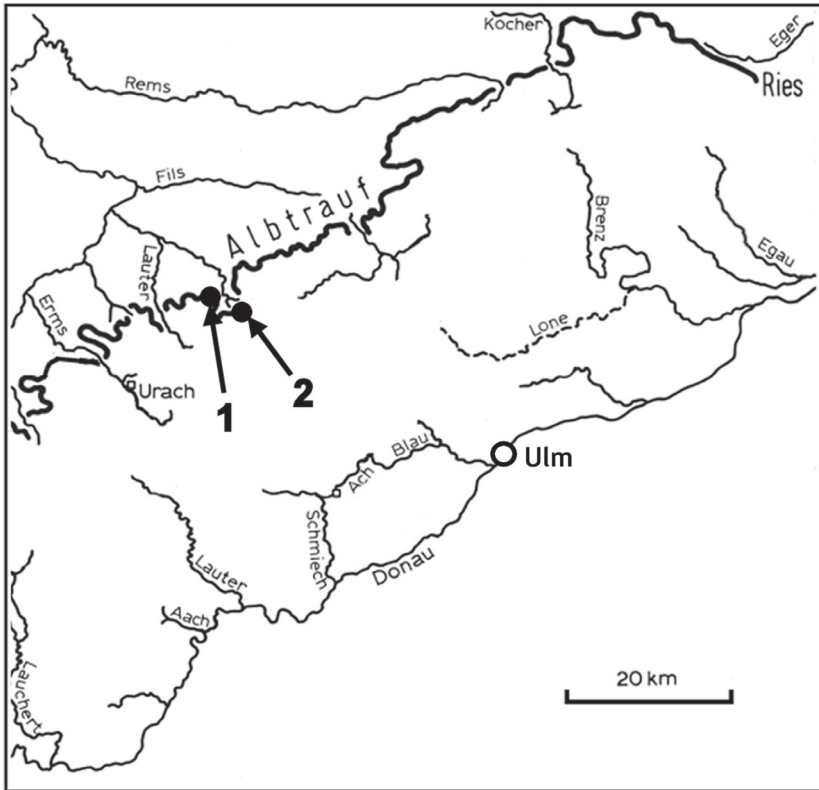 Kocher
Eger
Rems
Ries
Fils
Albtrauf
Brenz
Lauter
Egau
Erms
Lone
Urach
2
1
Blau
Ulm
Ach
Schmiech
Donau
Lauter
Aach
Lauchert
20 km